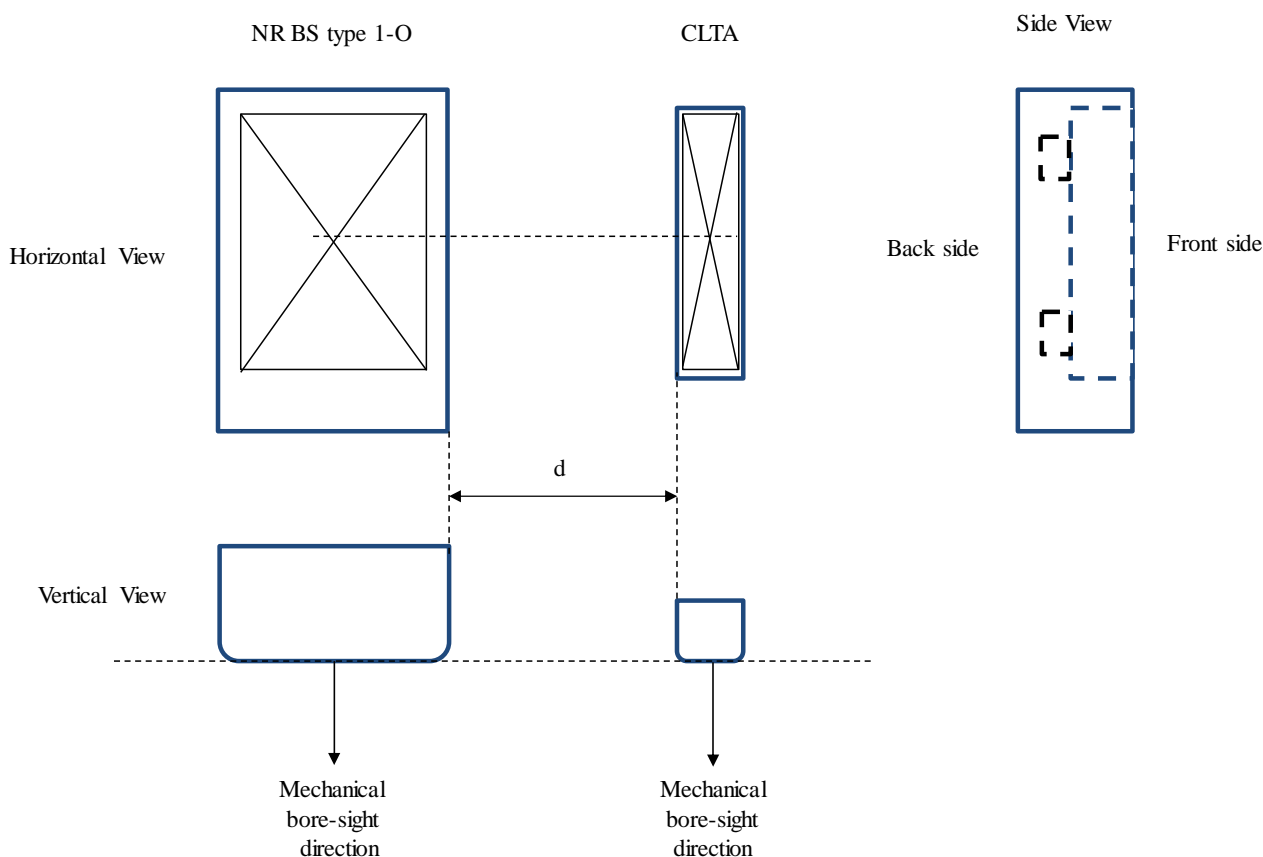 NR BS type 1-O
CLTA
Side View
Horizontal View
Back side
Front side
d
Vertical View
Mechanical
bore-sight
direction
Mechanical
bore-sight
direction